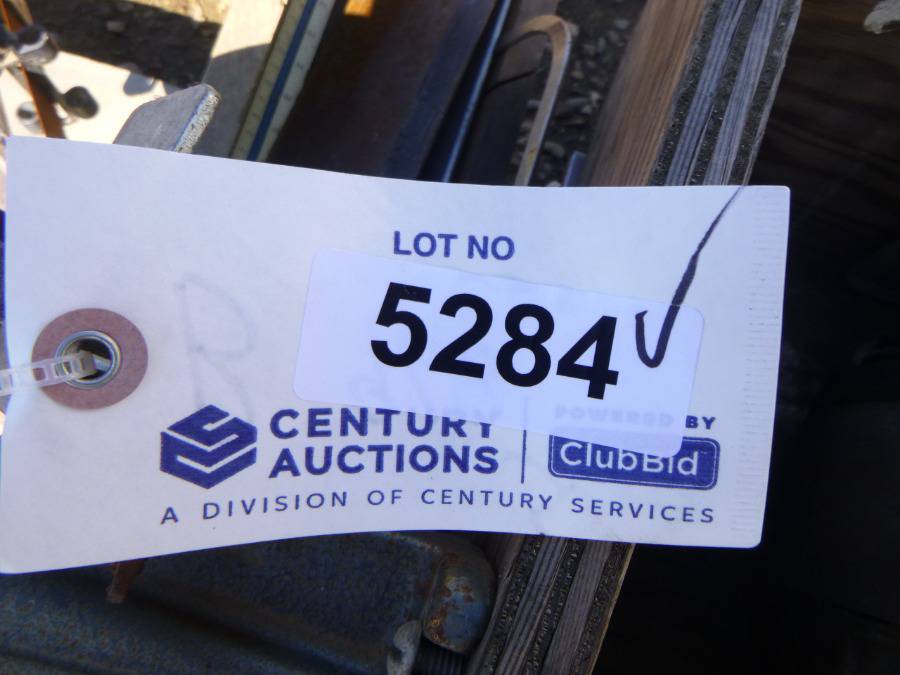 LOT NO
5284
CENTURY
AUCTIONS
POWERED BY
ClubBid
A DIVISION OF CENTURY SERVICES